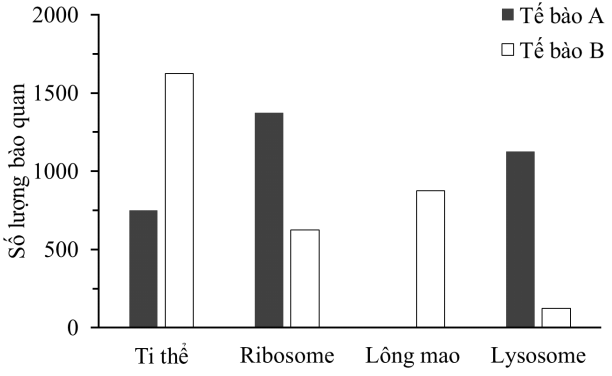 Tế bào A
Tế bào B
Số lượng bào quan
2000
1500
1000
500
0
Ti thể
Ribosome
Lông mao
Lysosome